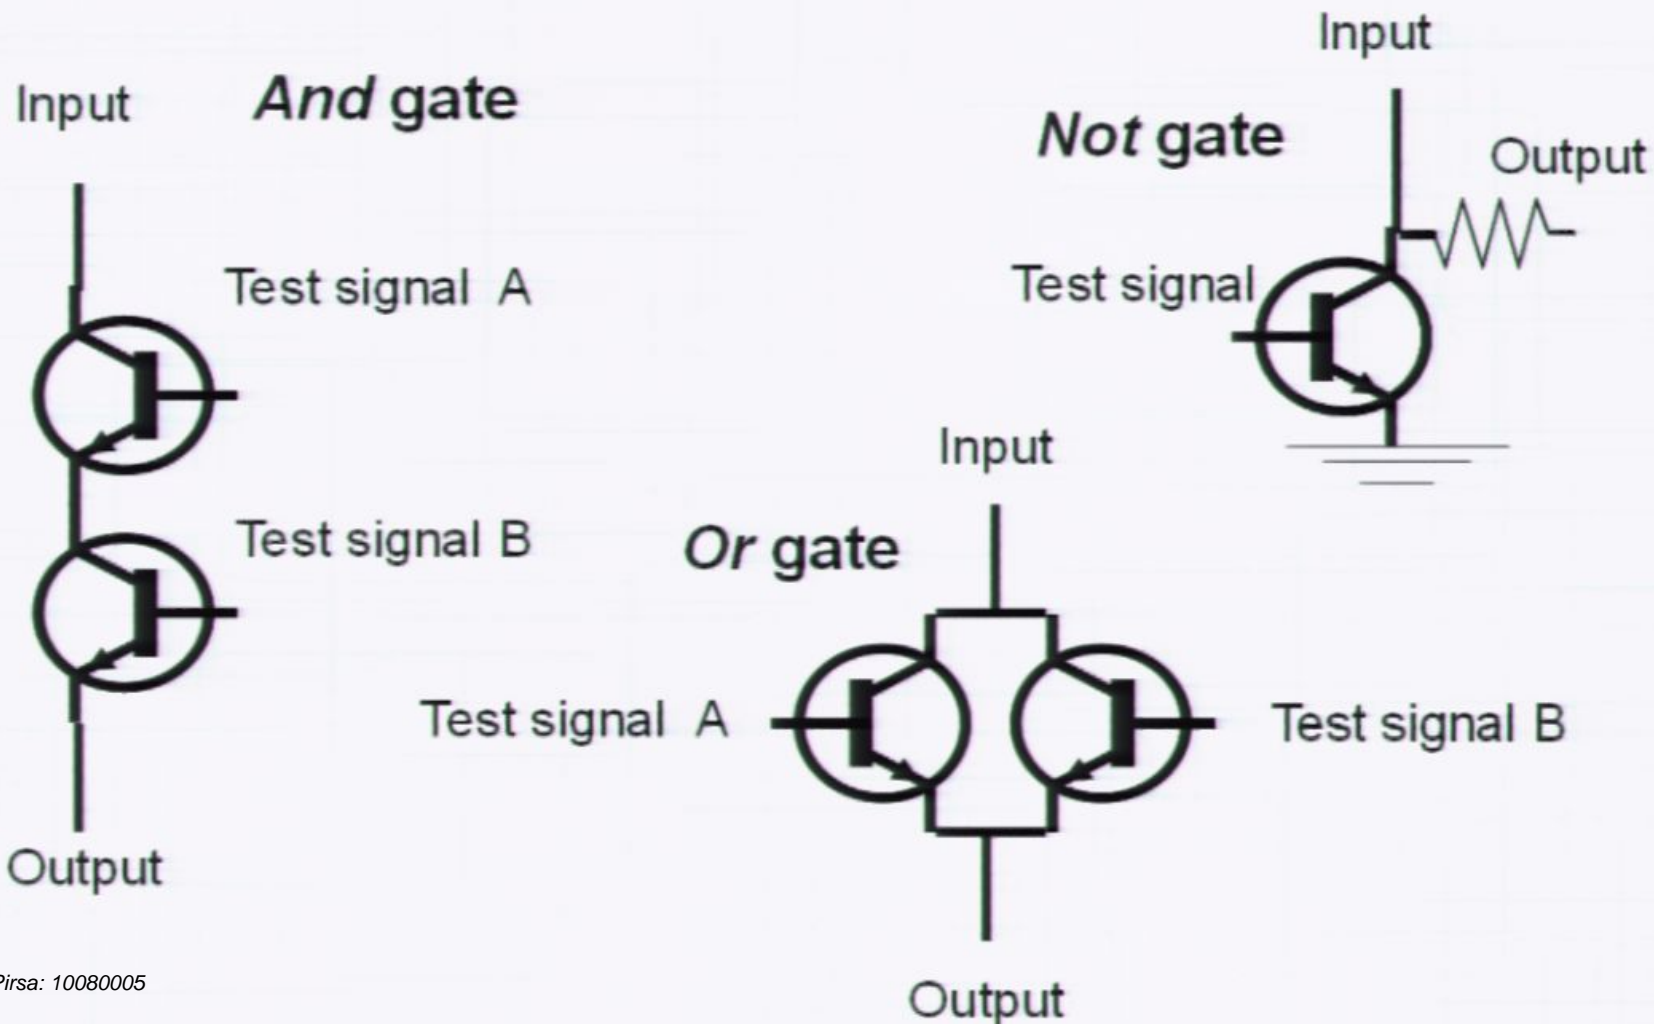 Input
And gate
Test signal A
Test signal B
Output
Input
Not gate
Output
Test signal
Input
Or gate
Test signal A
Test signal B
Output
Pirsa: 10080005